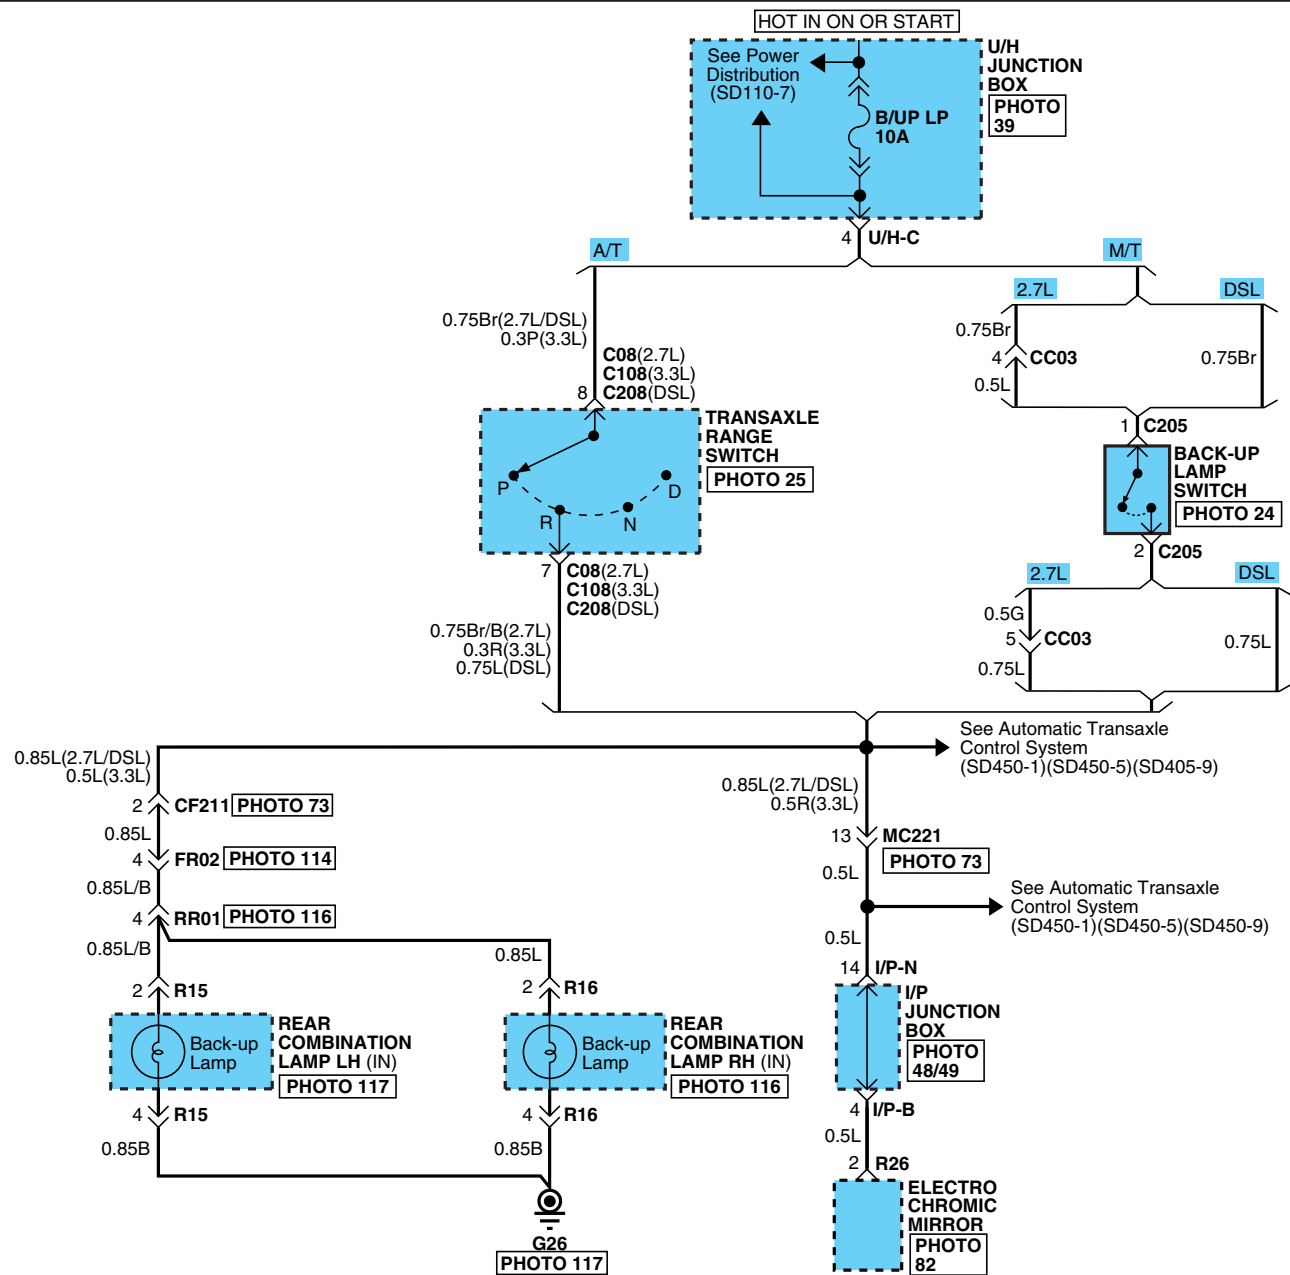 HOT IN ON OR START
See Power
Distribution
(SD110-7)
B/UP LP
10A
U/H
JUNCTION
BOX
PHOTO
39
4 U/H-C
A/T
M/T
2.7L
DSL
0.75Br(2.7L/DSL)
0.3P(3.3L)
C08(2.7L)
C108(3.3L)
8 C208(DSL)
0.75Br
4 CC03
0.5L
0.75Br
TRANSAXLE
RANGE
SWITCH
PHOTO 25
P
R
N
D
1 C205
BACK-UP
LAMP
SWITCH
PHOTO 24
2 C205
7 C08(2.7L)
C108(3.3L)
C208(DSL)
0.75Br/B(2.7L)
0.3R(3.3L)
0.75L(DSL)
2.7L
DSL
0.5G
5 CC03
0.75L
0.75L
See Automatic Transaxle
Control System
(SD450-1)(SD450-5)(SD405-9)
0.85L(2.7L/DSL)
0.5L(3.3L)
2 CF211 PHOTO 73
0.85L
4 FR02 PHOTO 114
0.85L/B
4 RR01 PHOTO 116
0.85L/B
0.85L
2 R15
2 R16
Back-up
Lamp
REAR
COMBINATION
LAMP LH (IN)
PHOTO 117
Back-up
Lamp
REAR
COMBINATION
LAMP RH (IN)
PHOTO 116
4 R15
4 R16
0.85B
0.85B
G26
PHOTO 117
0.85L(2.7L/DSL)
0.5R(3.3L)
13 MC221
PHOTO 73
0.5L
See Automatic Transaxle
Control System
(SD450-1)(SD450-5)(SD450-9)
0.5L
14 I/P-N
I/P
JUNCTION
BOX
PHOTO
48/49
4 I/P-B
0.5L
2 R26
ELECTRO
CHROMIC
MIRROR
PHOTO
82